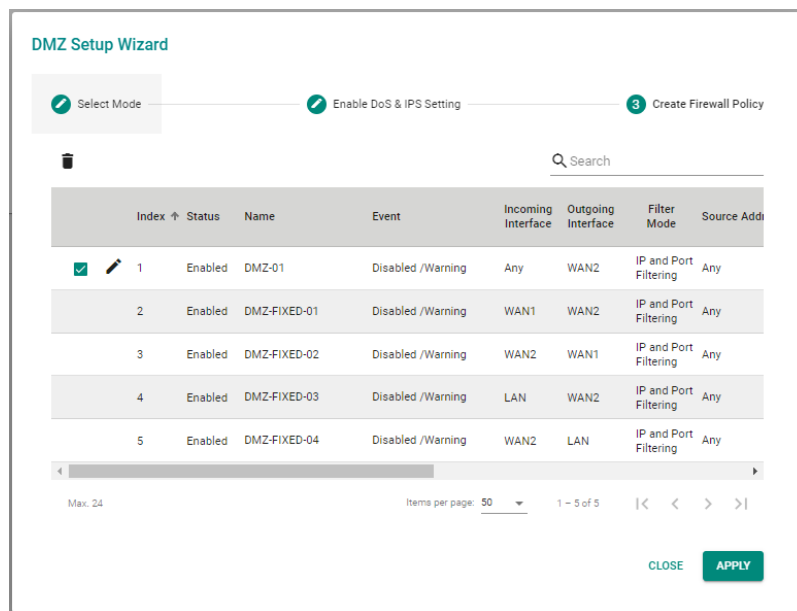 DMZ Setup Wizard
Select Mode
Enable DoS & IPS Setting
3 Create Firewall Policy
Search
Index Status Name Event Incoming Interface Outgoing Interface Filter Mode Source Addr
1 Enabled DMZ-01 Disabled /Warning Any WAN2 IP and Port Filtering Any
2 Enabled DMZ-FIXED-01 Disabled /Warning WAN1 WAN2 IP and Port Filtering Any
3 Enabled DMZ-FIXED-02 Disabled /Warning WAN2 WAN1 IP and Port Filtering Any
4 Enabled DMZ-FIXED-03 Disabled /Warning LAN WAN2 IP and Port Filtering Any
5 Enabled DMZ-FIXED-04 Disabled /Warning WAN2 LAN IP and Port Filtering Any
Max. 24 Items per page: 50 1 – 5 of 5
CLOSE APPLY